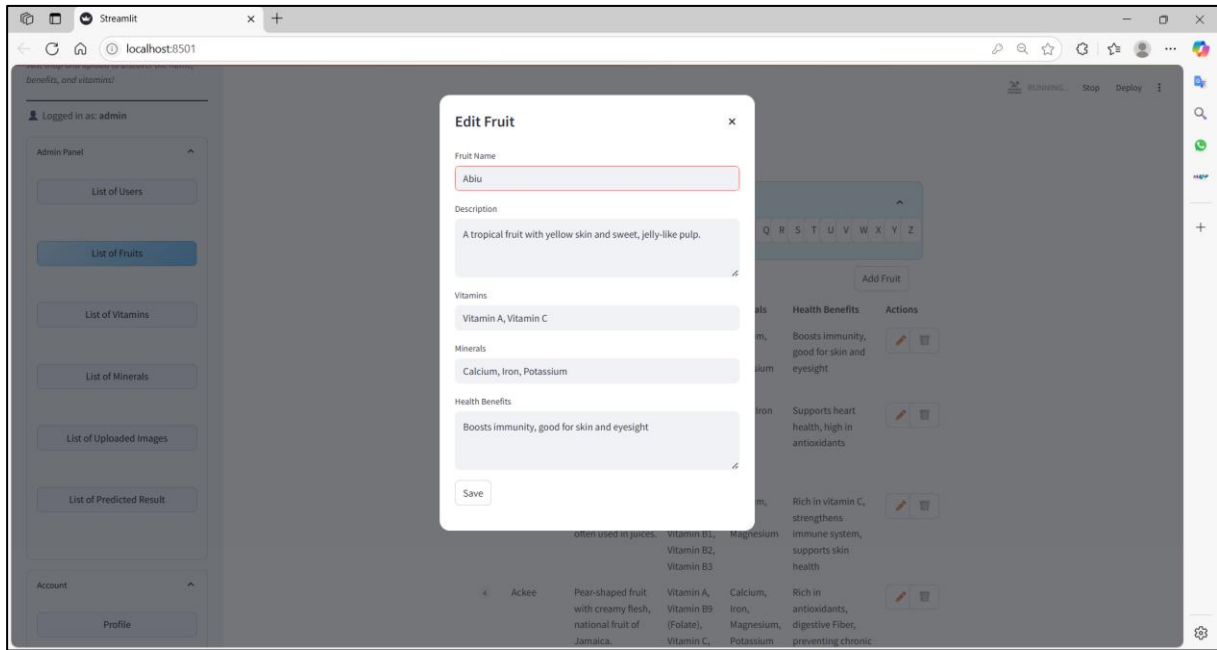 Streamlit
localhost:8501
benefits, and vitamins!
Logged in as: admin
Admin Panel
List of Users
List of Fruits
List of Vitamins
List of Minerals
List of Uploaded Images
List of Predicted Result
Account
Profile
RUNNING...
Stop
Deploy
Edit Fruit
Fruit Name
Abiu
Description
A tropical fruit with yellow skin and sweet, jelly-like pulp.
Vitamins
Vitamin A, Vitamin C
Minerals
Calcium, Iron, Potassium
Health Benefits
Boosts immunity, good for skin and eyesight
Save
Q R S T U V W X Y Z
Add Fruit
Health Benefits
Actions
Boosts immunity,
good for skin and
eyesight
Iron
Supports heart
health, high in
antioxidants
often used in juices.
Vitamin B1,
Vitamin B2,
Vitamin B3
Magnesium
Rich in vitamin C,
strengthens
immune system,
supports skin
health
4
Ackee
Pear-shaped fruit
with creamy flesh,
national fruit of
Jamaica.
Vitamin A,
Vitamin B9
(Folate),
Vitamin C,
Calcium,
Iron,
Magnesium,
Potassium
Rich in
antioxidants,
digestive Fiber,
preventing chronic